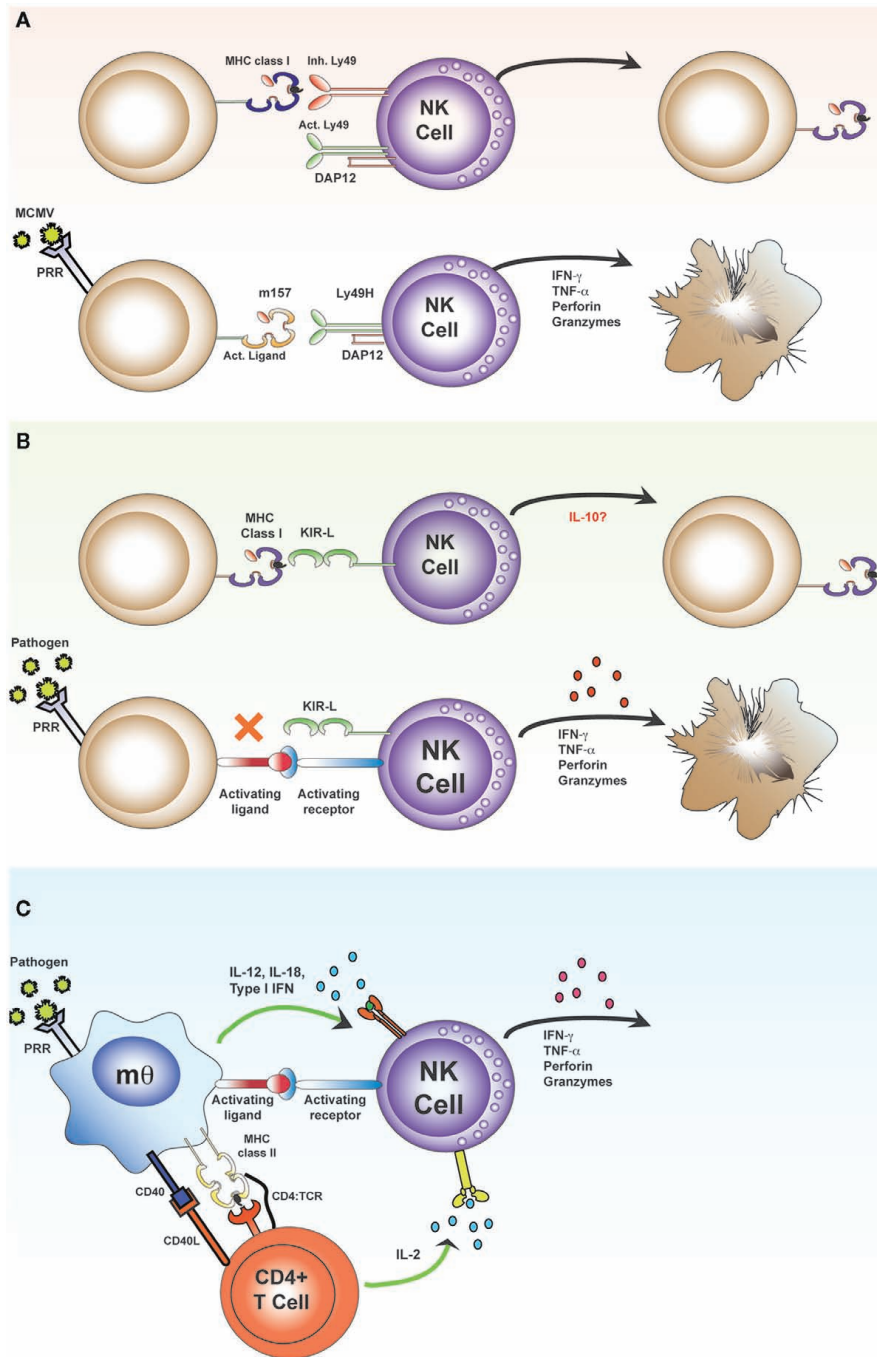 A
MHC class I
Inh. Ly49
NK
Cell
Act. Ly49
DAP12
MCMV
PRR
m157
Act. Ligand
Ly49H
DAP12
NK
Cell
IFN-γ
TNF-α
Perforin
Granzymes
B
MHC
Class I
KIR-L
NK
Cell
IL-10?
Pathogen
PRR
KIR-L
Activating
ligand
Activating
receptor
NK
Cell
IFN-γ
TNF-α
Perforin
Granzymes
C
Pathogen
PRR
mθ
IL-12, IL-18,
Type I IFN
Activating
ligand
Activating
receptor
NK
Cell
IFN-γ
TNF-α
Perforin
Granzymes
MHC
class II
CD40
CD4:TCR
CD40L
CD4+
T Cell
IL-2